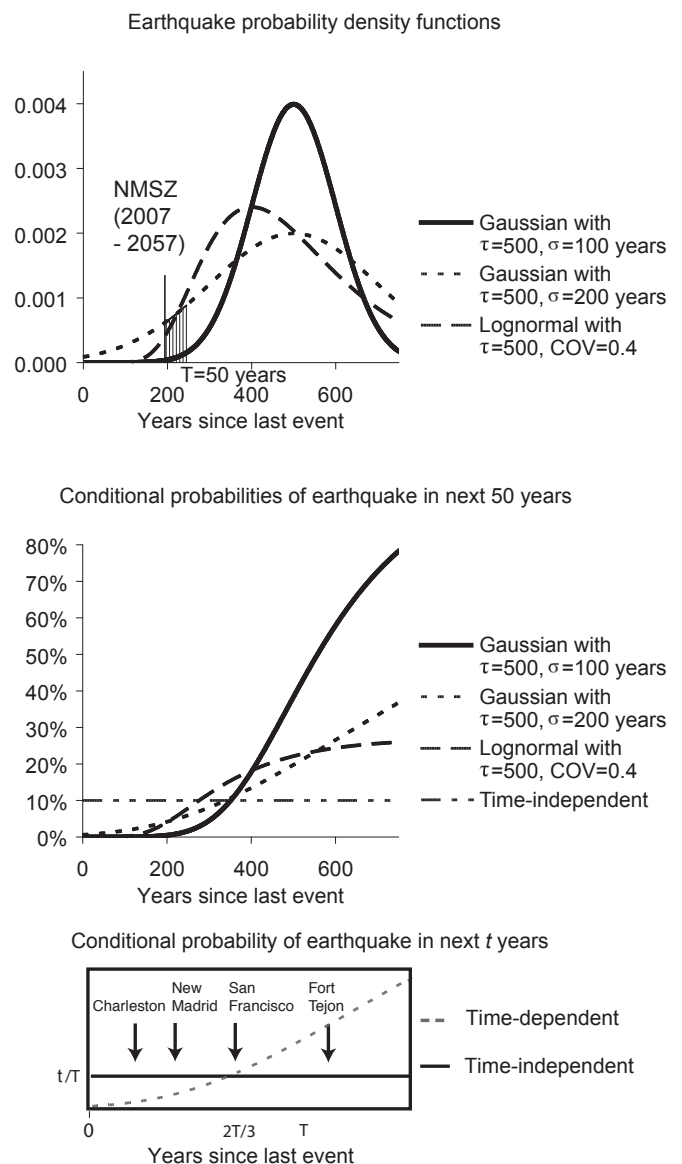 Earthquake probability density functions
0.004
0.003
0.002
0.001
0.000
NMSZ
(2007
- 2057)
T=50 years
0 200 400 600
Years since last event
Gaussian with
τ=500, σ=100 years
Gaussian with
τ=500, σ=200 years
Lognormal with
τ=500, COV=0.4
Conditional probabilities of earthquake in next 50 years
80%
70%
60%
50%
40%
30%
20%
10%
0%
0 200 400 600
Years since last event
Gaussian with
τ=500, σ=100 years
Gaussian with
τ=500, σ=200 years
Lognormal with
τ=500, COV=0.4
Time-independent
Conditional probability of earthquake in next t years
Charleston
New
Madrid
San
Francisco
Fort
Tejon
t/T
0 2T/3 T
Years since last event
Time-dependent
Time-independent